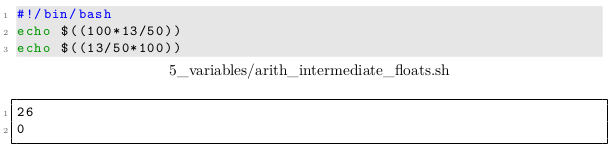 1 #!/bin/bash
2 echo $((100*13/50))
3 echo $((13/50*100))
5_variables/arith_intermediate_floats.sh
1 26
2 0